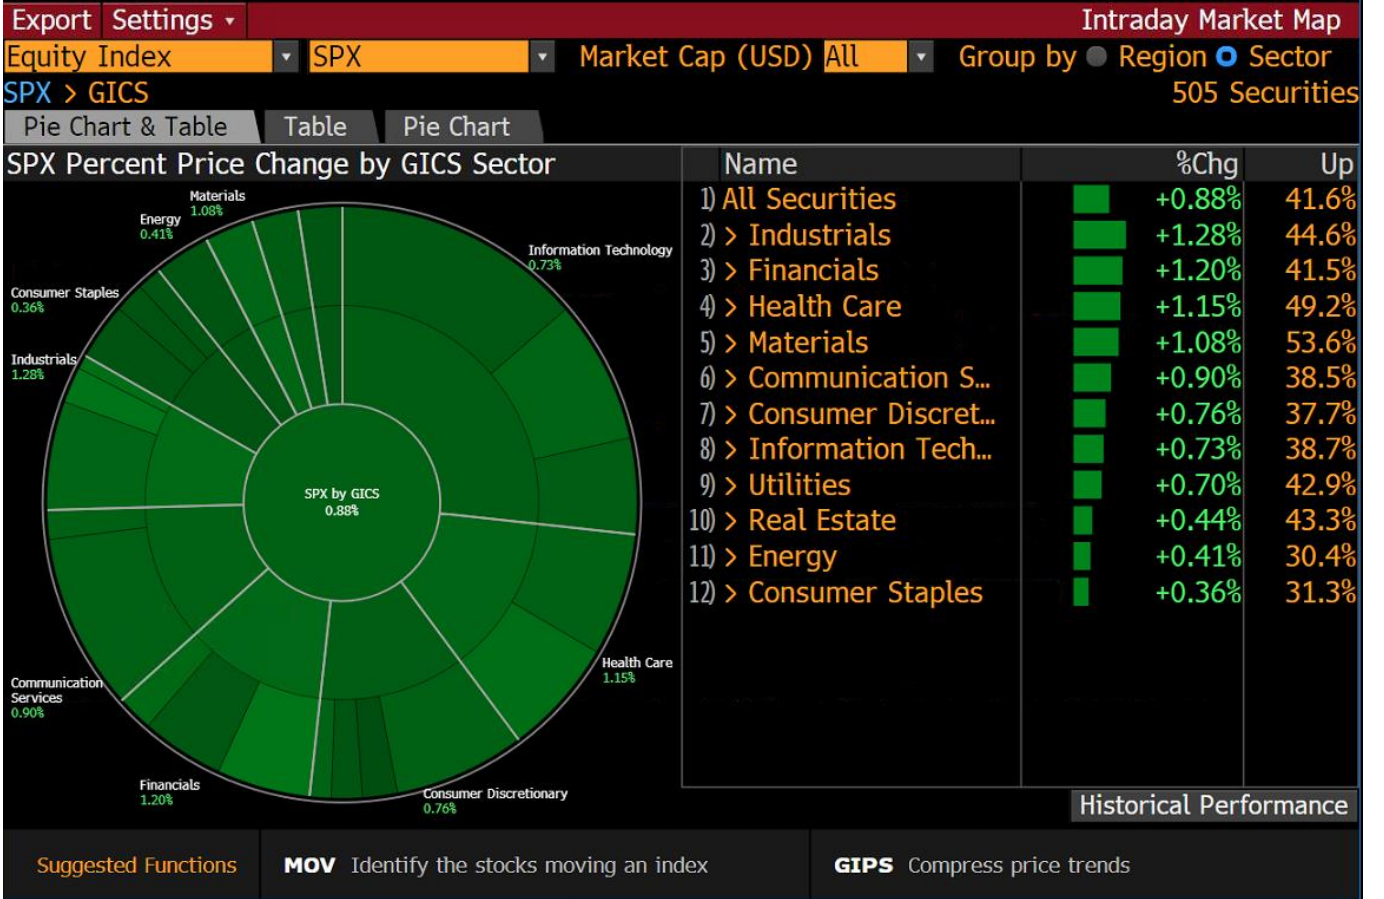 Export Settings Intraday Market Map
Equity Index SPX Market Cap (USD) All Group by Region Sector
SPX > GICS 505 Securities
Pie Chart & Table Table Pie Chart
SPX Percent Price Change by GICS Sector
Materials
1.08%
Energy
0.41%
Information Technology
0.73%
Consumer Staples
0.36%
Industrials
1.28%
SPX by GICS
0.88%
Health Care
1.15%
Communication
Services
0.90%
Financials
1.20%
Consumer Discretionary
0.76%
Name %Chg Up
1) All Securities +0.88% 41.6%
2) > Industrials +1.28% 44.6%
3) > Financials +1.20% 41.5%
4) > Health Care +1.15% 49.2%
5) > Materials +1.08% 53.6%
6) > Communication S... +0.90% 38.5%
7) > Consumer Discret... +0.76% 37.7%
8) > Information Tech... +0.73% 38.7%
9) > Utilities +0.70% 42.9%
10) > Real Estate +0.44% 43.3%
11) > Energy +0.41% 30.4%
12) > Consumer Staples +0.36% 31.3%
Historical Performance
Suggested Functions MOV Identify the stocks moving an index GIPS Compress price trends